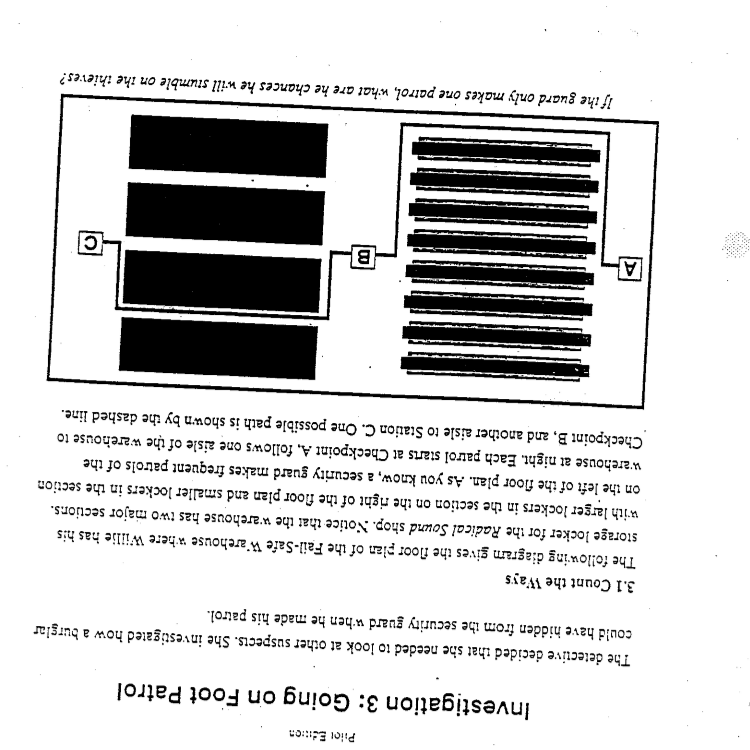 Pilot Edition
Investigation 3: Going on Foot Patrol
The detective decided that she needed to look at other suspects. She investigated how a burglar
could have hidden from the security guard when he made his patrol.
3.1 Count the Ways
The following diagram gives the floor plan of the Fail-Safe Warehouse where Willie has his
storage locker for the Radical Sound shop. Notice that the warehouse has two major sections.
with larger lockers in the section on the right of the floor plan and smaller lockers in the section
on the left of the floor plan. As you know, a security guard makes frequent patrols of the
warehouse at night. Each patrol starts at Checkpoint A, follows one aisle of the warehouse to
Checkpoint B, and another aisle to Station C. One possible path is shown by the dashed line.
A
B
C
If the guard only makes one patrol, what are he chances he will stumble on the thieves?